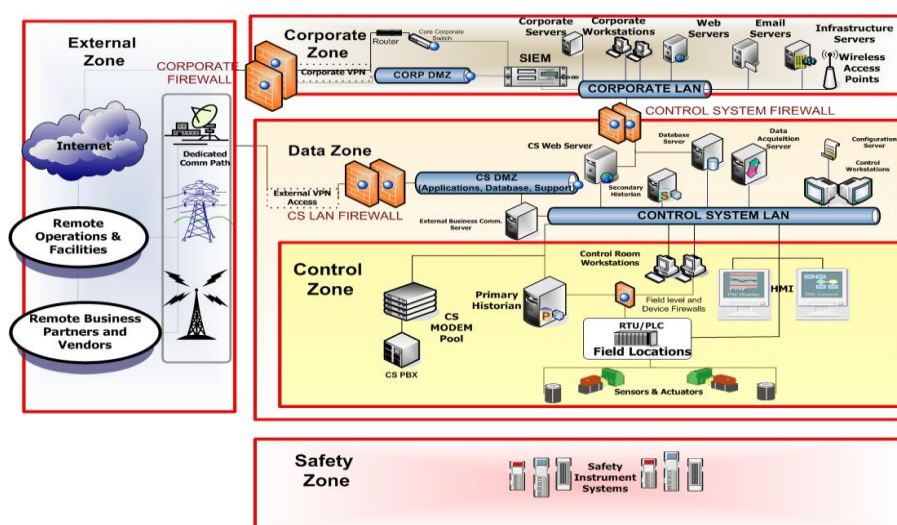 External
Zone
CORPORATE
FIREWALL
Internet
Dedicated
Comm Path
Remote
Operations &
Facilities
Remote Business
Partners and
Vendors
Corporate
Zone
Router
Core Corporate
Switch
Corporate VPN
CORP DMZ
SIEM
Corporate
Servers
Corporate
Workstations
Web
Servers
Email
Servers
Infrastructure
Servers
Wireless
Access
Points
CORPORATE LAN
CONTROL SYSTEM FIREWALL
Data Zone
External VPN
Access
CS LAN FIREWALL
CS DMZ
(Applications, Database, Support)
CS Web Server
Database
Server
Data
Acquisition
Server
Configuration
Server
Control
Workstations
Secondary
Historian
S
External Business Comm.
Server
CONTROL SYSTEM LAN
Control
Zone
CS
MODEM
Pool
CS PBX
Primary
Historian
P
Control Room
Workstations
Field level and
Device Firewalls
HMI
RTU/PLC
Field Locations
Sensors & Actuators
Safety
Zone
Safety
Instrument
Systems